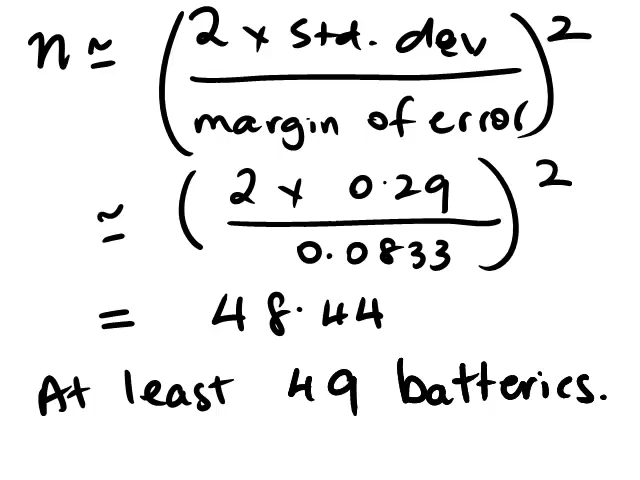 n ≃ (2 x std. dev / margin of error)^2
≃ (2 x 0.29 / 0.0833)^2
= 48.44
At least 49 batteries.